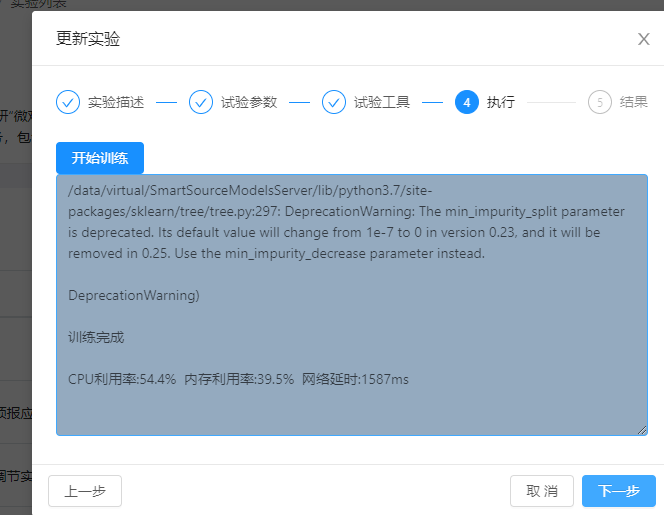 实验列表
更新实验
X
实验描述
试验参数
试验工具
4 执行
5 结果
开始训练
/data/virtual/SmartSourceModelsServer/lib/python3.7/site-
packages/sklearn/tree/tree.py:297: DeprecationWarning: The min_impurity_split parameter
is deprecated. Its default value will change from 1e-7 to 0 in version 0.23, and it will be
removed in 0.25. Use the min_impurity_decrease parameter instead.
DeprecationWarning)
训练完成
CPU利用率:54.4% 内存利用率:39.5% 网络延时:1587ms
上一步
取 消
下一步